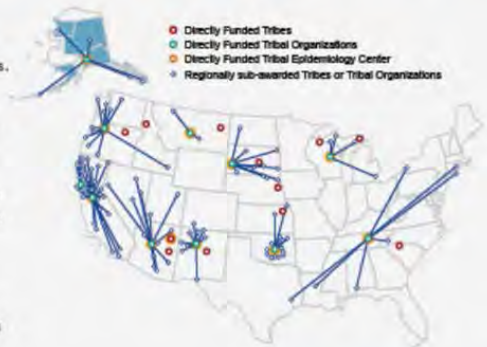 s.
Directly Funded Tribes
Directly Funded Tribal Organizations
Directly Funded Tribal Epidemiology Center
Regionally sub-awarded Tribes or Tribal Organizations